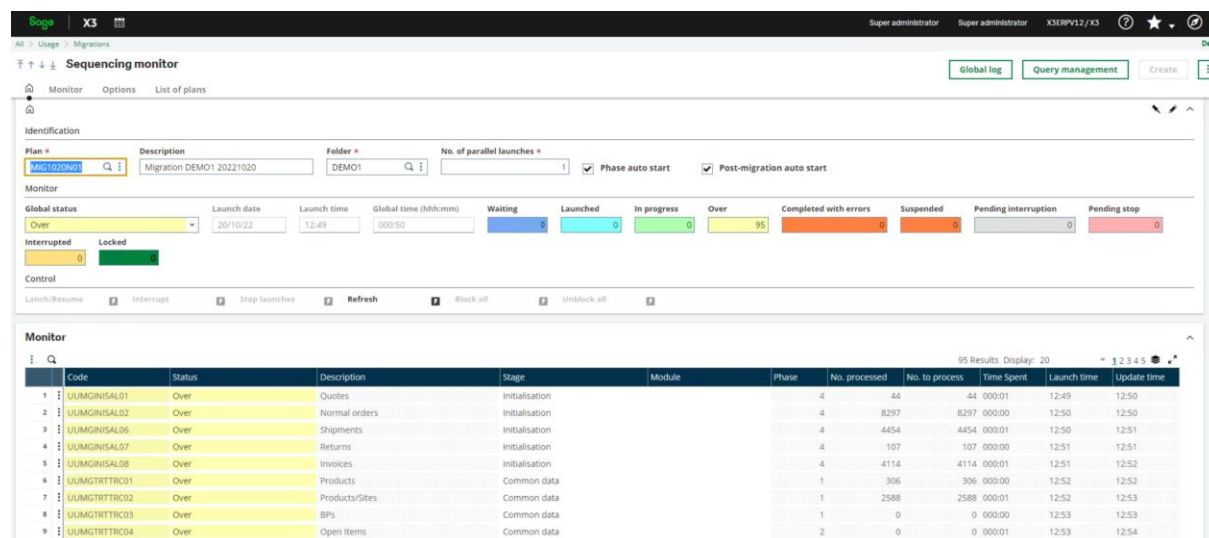 Sage X3 Super administrator Super administrator X3ERPV12/X3
All > Usage > Migrations De
Sequencing monitor Global log Query management Create
Monitor Options List of plans
Identification
Plan * Description Folder * No. of parallel launches *
MIG1020N01 Migration DEMO1 20221020 DEMO1 1 Phase auto start Post-migration auto start
Monitor
Global status Launch date Launch time Global time (hhh:mm) Waiting Launched In progress Over Completed with errors Suspended Pending interruption Pending stop
Over 20/10/22 12:49 000:50 0 0 0 95 0 0 0 0
Interrupted Locked
0 0
Control
Lanch/Resume Interrupt Stop launches Refresh Block all Unblock all
Monitor
95 Results Display: 20 1 2 3 4 5
Code Status Description Stage Module Phase No. processed No. to process Time Spent Launch time Update time
1 UUMGINISAL01 Over Quotes Initialisation 4 44 44 000:01 12:49 12:50
2 UUMGINISAL02 Over Normal orders Initialisation 4 8297 8297 000:00 12:50 12:50
3 UUMGINISAL06 Over Shipments Initialisation 4 4454 4454 000:01 12:50 12:51
4 UUMGINISAL07 Over Returns Initialisation 4 107 107 000:00 12:51 12:51
5 UUMGINISAL08 Over Invoices Initialisation 4 4114 4114 000:01 12:51 12:52
6 UUMGTRTTRC01 Over Products Common data 1 306 306 000:00 12:52 12:52
7 UUMGTRTTRC02 Over Products/Sites Common data 1 2588 2588 000:01 12:52 12:53
8 UUMGTRTTRC03 Over BPs Common data 1 0 0 000:00 12:53 12:53
9 UUMGTRTTRC04 Over Open items Common data 2 0 0 000:01 12:53 12:54